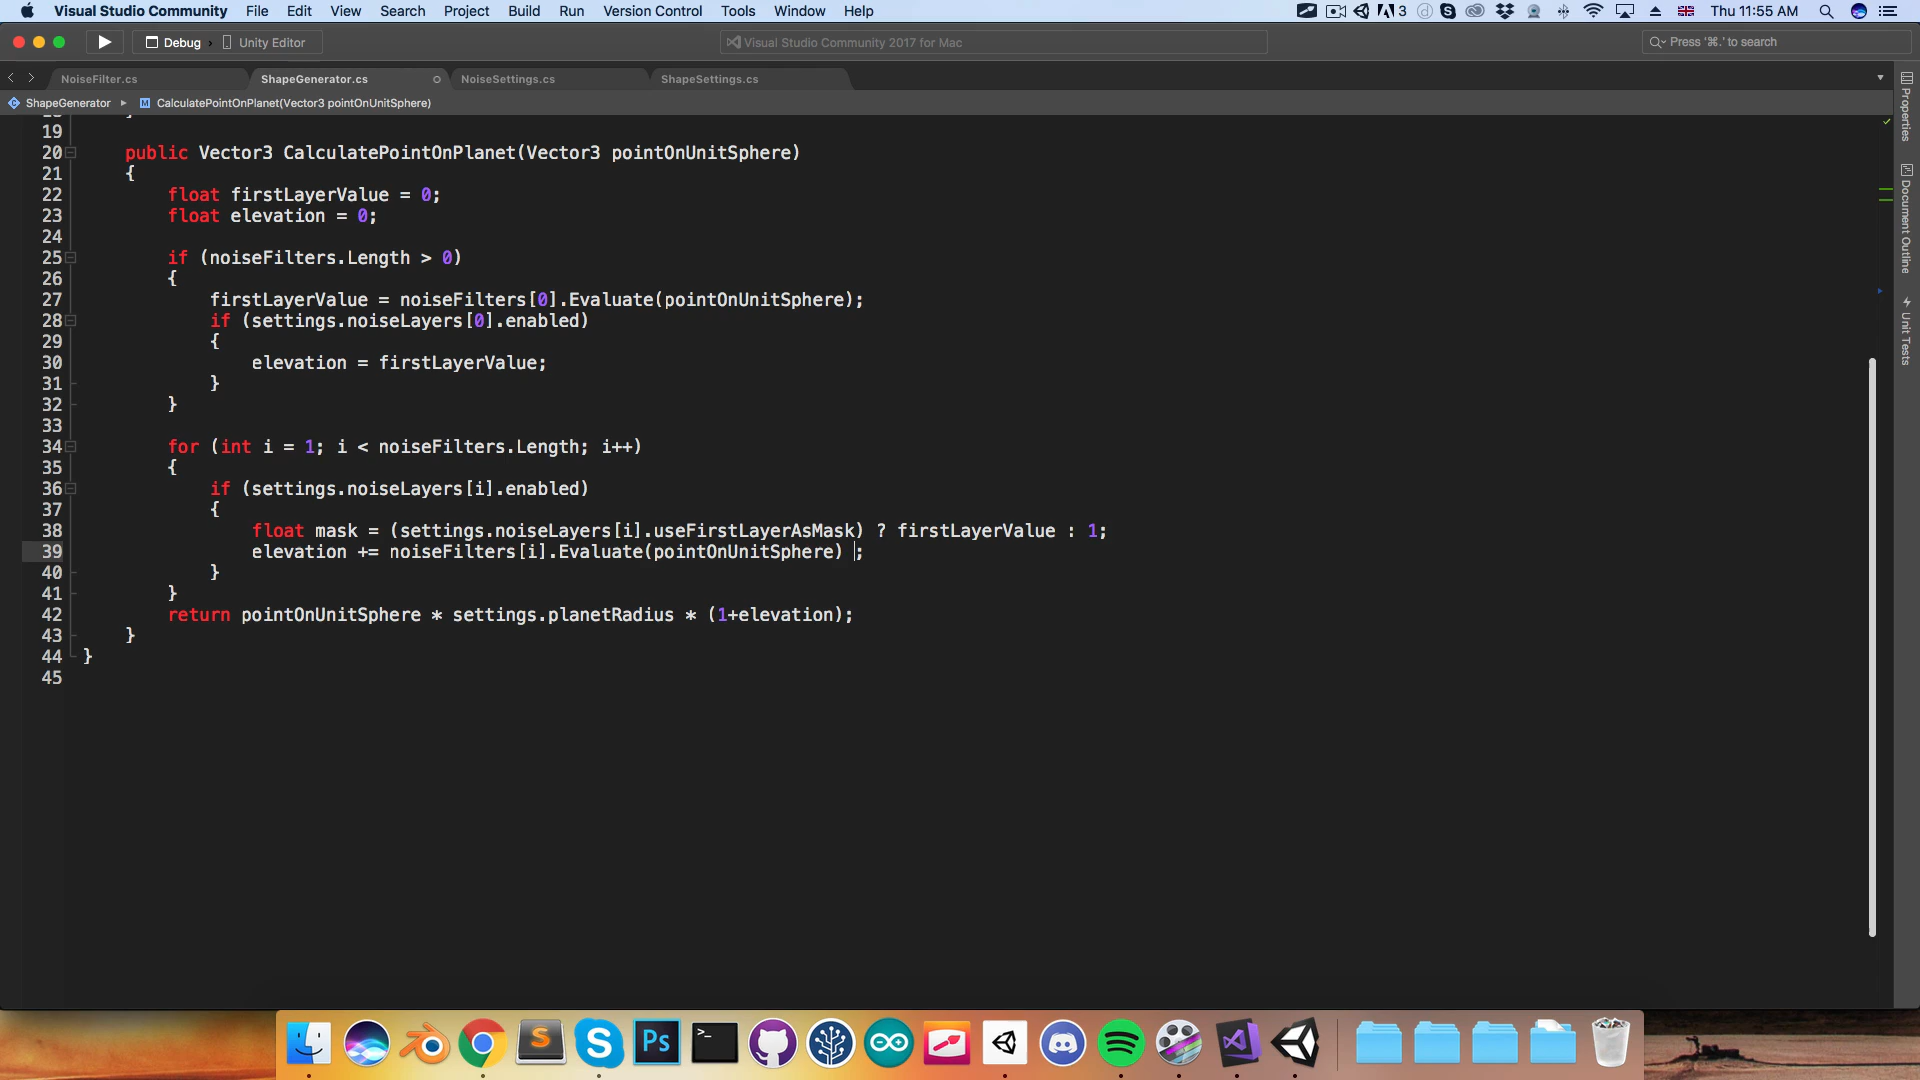 Visual Studio Community File Edit View Search Project Build Run Version Control Tools Window Help 3 Thu 11:55 AM
Debug › Unity Editor Visual Studio Community 2017 for Mac Press '⌘.' to search
NoiseFilter.cs ShapeGenerator.cs NoiseSettings.cs ShapeSettings.cs
ShapeGenerator ▸ M CalculatePointOnPlanet(Vector3 pointOnUnitSphere)
19
20 public Vector3 CalculatePointOnPlanet(Vector3 pointOnUnitSphere)
21 {
22 float firstLayerValue = 0;
23 float elevation = 0;
24
25 if (noiseFilters.Length > 0)
26 {
27 firstLayerValue = noiseFilters[0].Evaluate(pointOnUnitSphere);
28 if (settings.noiseLayers[0].enabled)
29 {
30 elevation = firstLayerValue;
31 }
32 }
33
34 for (int i = 1; i < noiseFilters.Length; i++)
35 {
36 if (settings.noiseLayers[i].enabled)
37 {
38 float mask = (settings.noiseLayers[i].useFirstLayerAsMask) ? firstLayerValue : 1;
39 elevation += noiseFilters[i].Evaluate(pointOnUnitSphere) ;
40 }
41 }
42 return pointOnUnitSphere * settings.planetRadius * (1+elevation);
43 }
44 }
45
Properties
Document Outline
Unit Tests
S S Ps >_